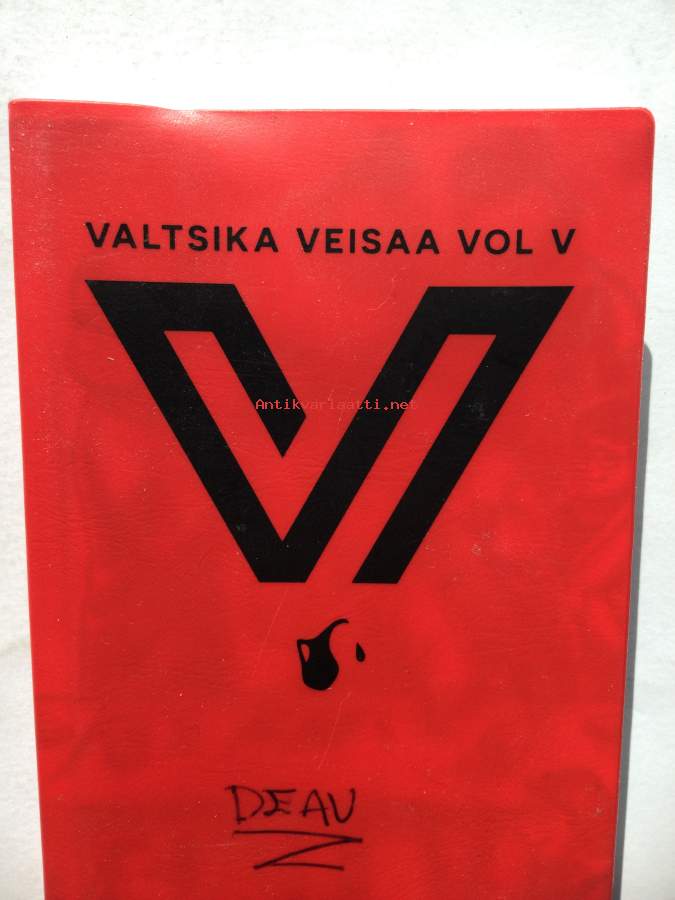 VALTSIKA VEISAA VOL V
Antikvariaatti.net
DEAU